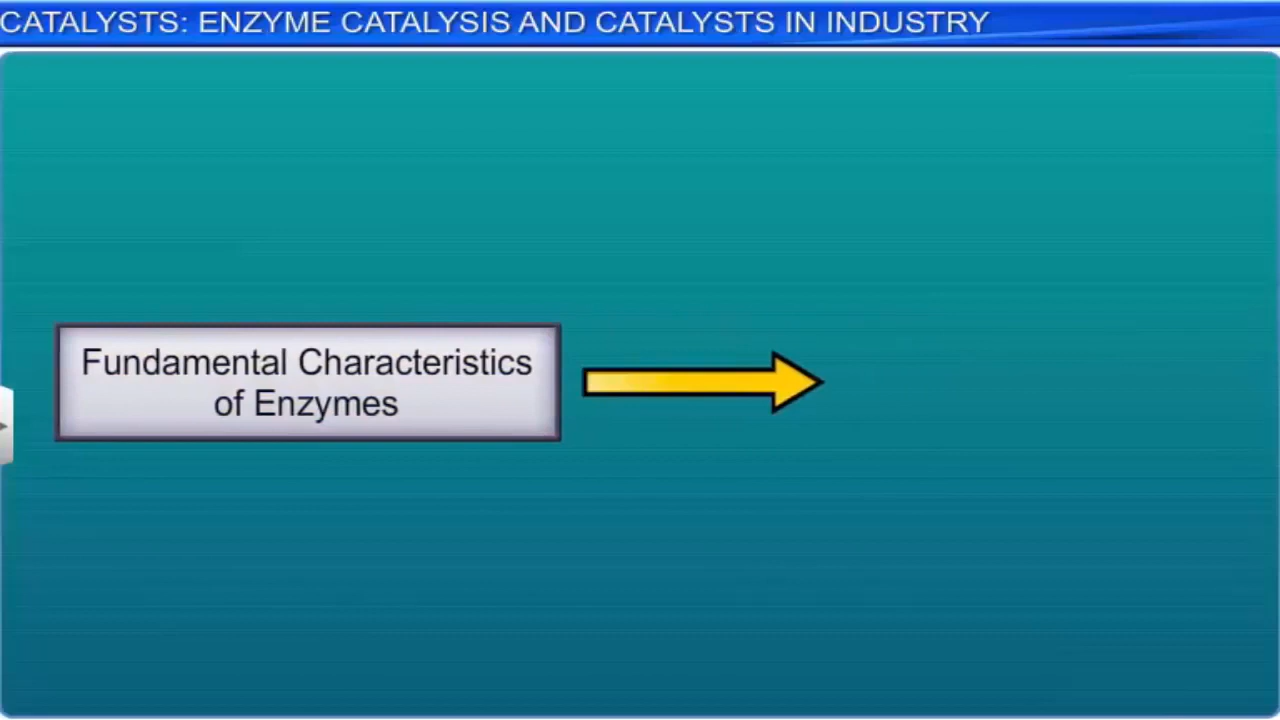 CATALYSTS: ENZYME CATALYSIS AND CATALYSTS IN INDUSTRY
Fundamental Characteristics
of Enzymes